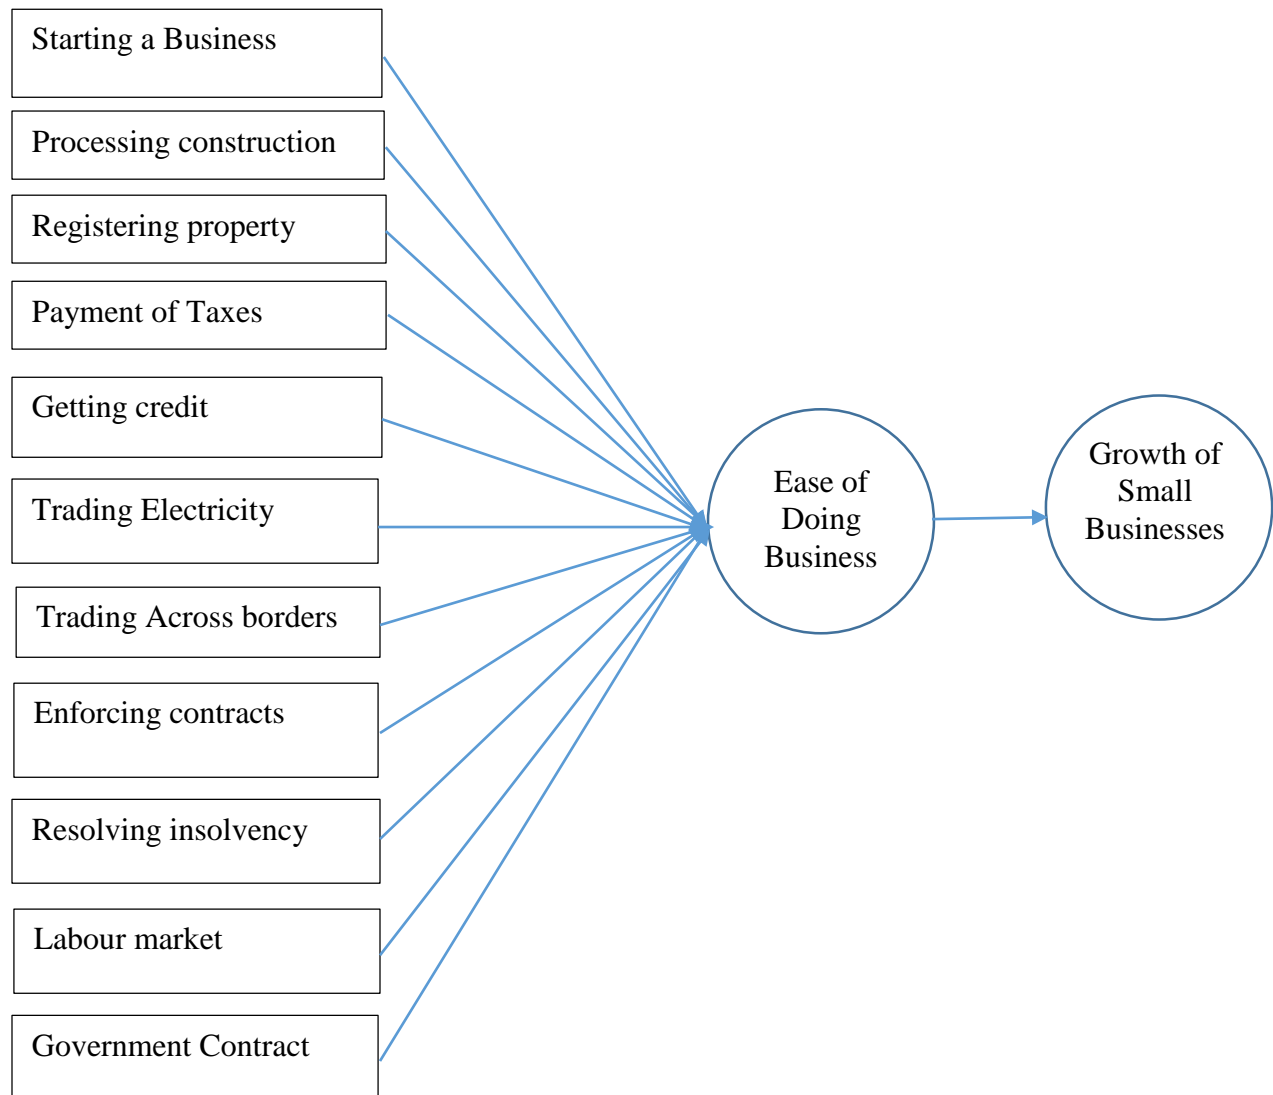 Starting a Business
Processing construction
Registering property
Payment of Taxes
Getting credit
Trading Electricity
Trading Across borders
Enforcing contracts
Resolving insolvency
Labour market
Government Contract
Ease of
Doing
Business
Growth of
Small
Businesses